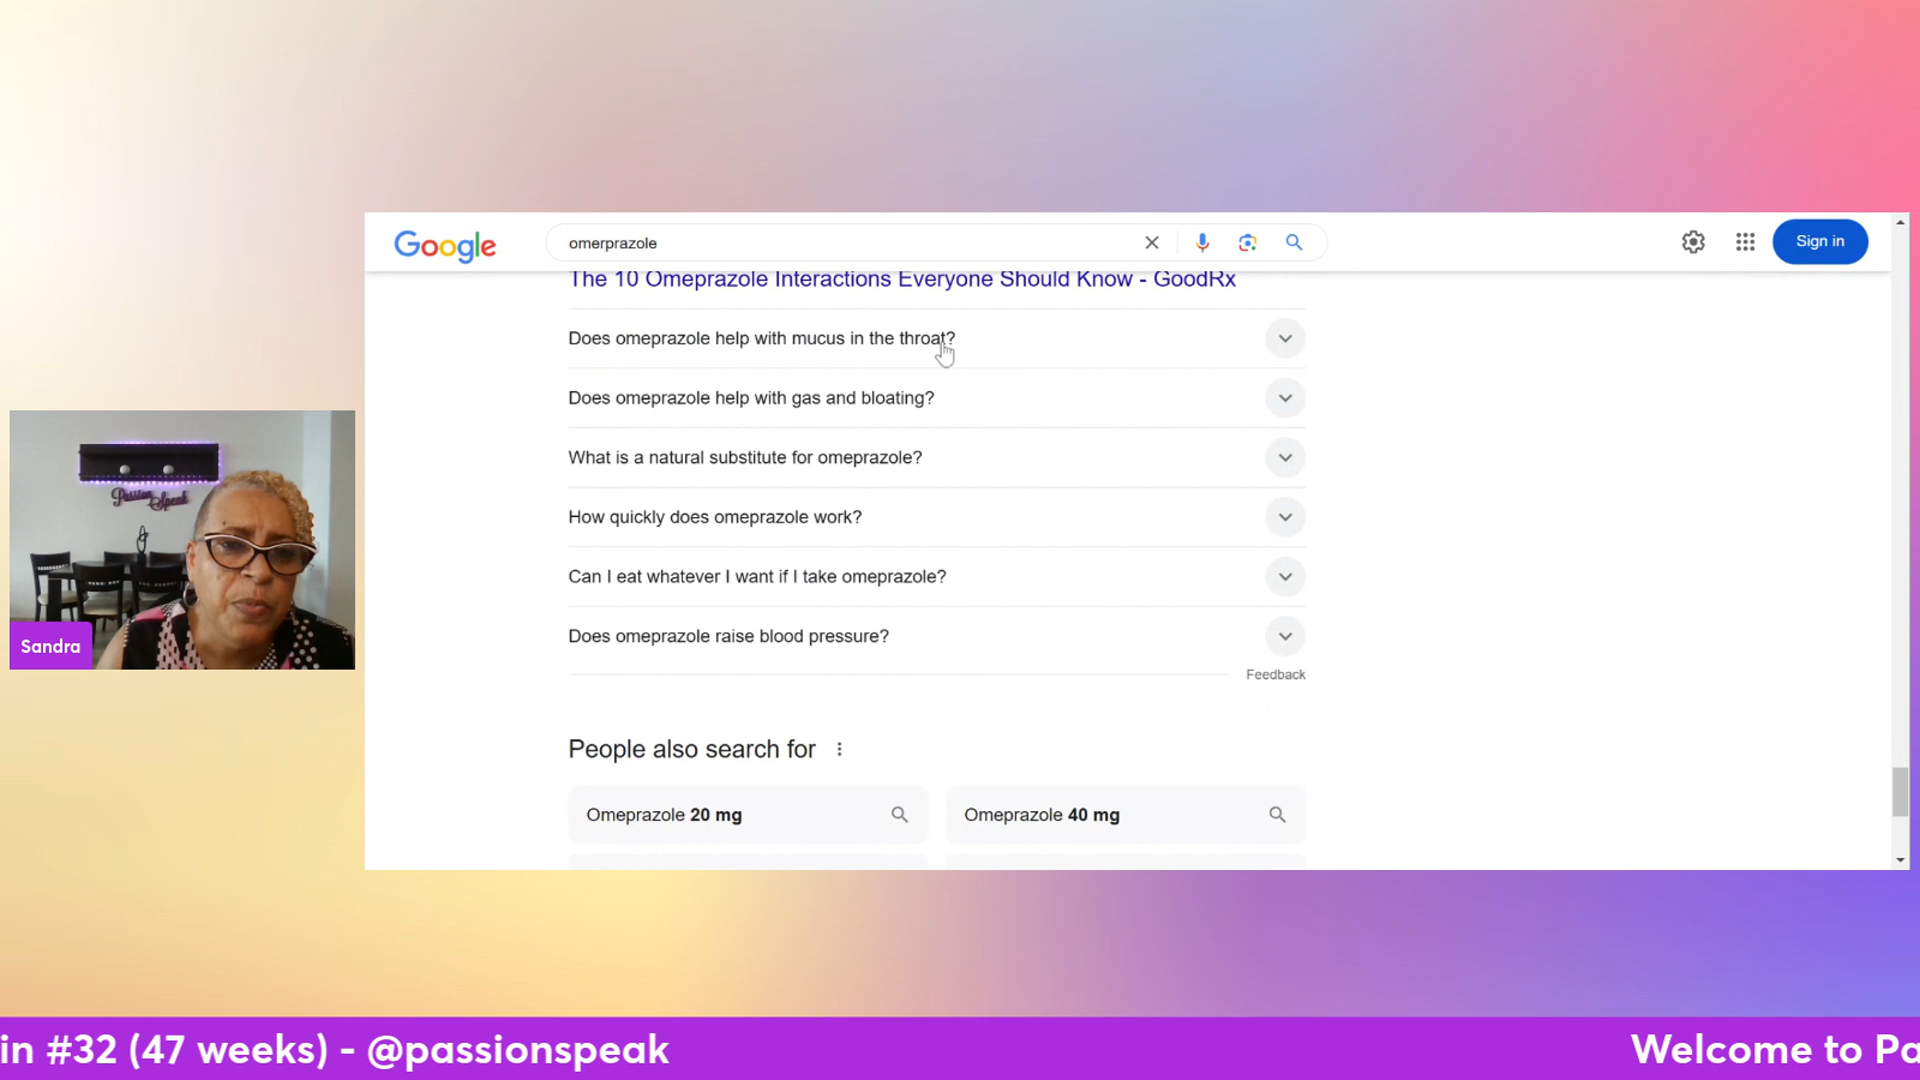 Google
omerprazole
Sign in
The 10 Omeprazole Interactions Everyone Should Know - GoodRx
Does omeprazole help with mucus in the throat?
Does omeprazole help with gas and bloating?
What is a natural substitute for omeprazole?
How quickly does omeprazole work?
Can I eat whatever I want if I take omeprazole?
Does omeprazole raise blood pressure?
Feedback
People also search for
Omeprazole 20 mg
Omeprazole 40 mg
Passion Speak
Sandra
in #32 (47 weeks) - @passionspeak
Welcome to Pa